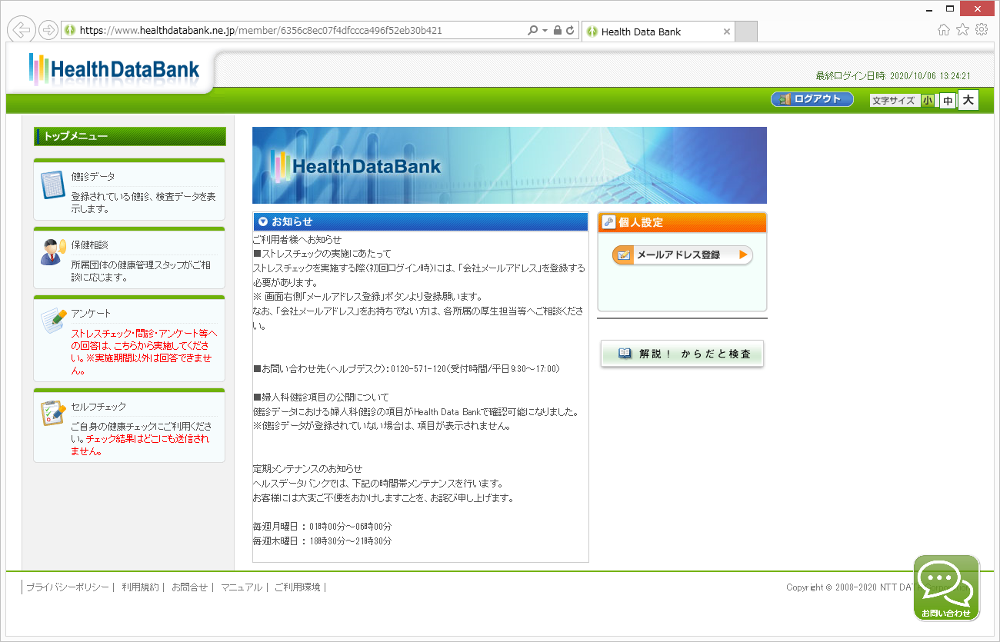 https://www.healthdatabank.ne.jp/member/6356c8ec07f4dfccca496f52eb30b421
Health Data Bank
HealthDataBank
最終ログイン日時: 2020/10/06 13:24:21
ログアウト
文字サイズ 小 中 大
トップメニュー
健診データ
登録されている健診、検査データを表
示します。
保健相談
所属団体の健康管理スタッフがご相
談に応じます。
アンケート
ストレスチェック・問診・アンケート等へ
の回答は、こちらから実施してくださ
い。※実施期間以外は回答できませ
ん。
セルフチェック
ご自身の健康チェックにご利用くださ
い。チェック結果はどこにも送信され
ません。
HealthDataBank
お知らせ
ご利用者様へお知らせ
■ストレスチェックの実施にあたって
ストレスチェックを実施する際（初回ログイン時）には、「会社メールアドレス」を登録する
必要があります。
※ 画面右側「メールアドレス登録」ボタンより登録願います。
なお、「会社メールアドレス」をお持ちでない方は、各所属の厚生担当等へご相談くださ
い。
■お問い合わせ先（ヘルプデスク）：0120-571-120（受付時間/平日9:30～17:00）
■婦人科健診項目の公開について
健診データにおける婦人科健診の項目がHealth Data Bankで確認可能になりました。
※健診データが登録されていない場合は、項目が表示されません。
定期メンテナンスのお知らせ
ヘルスデータバンクでは、下記の時間帯メンテナンスを行います。
お客様には大変ご不便をおかけしますことを、お詫び申し上げます。
毎週月曜日 ： 01時00分～06時00分
毎週木曜日 ： 18時30分～21時30分
個人設定
メールアドレス登録
解説！ からだと検査
プライバシーポリシー | 利用規約 | お問合せ | マニュアル | ご利用環境 |
Copyright © 2008-2020 NTT DATA Corporation
お問い合わせ